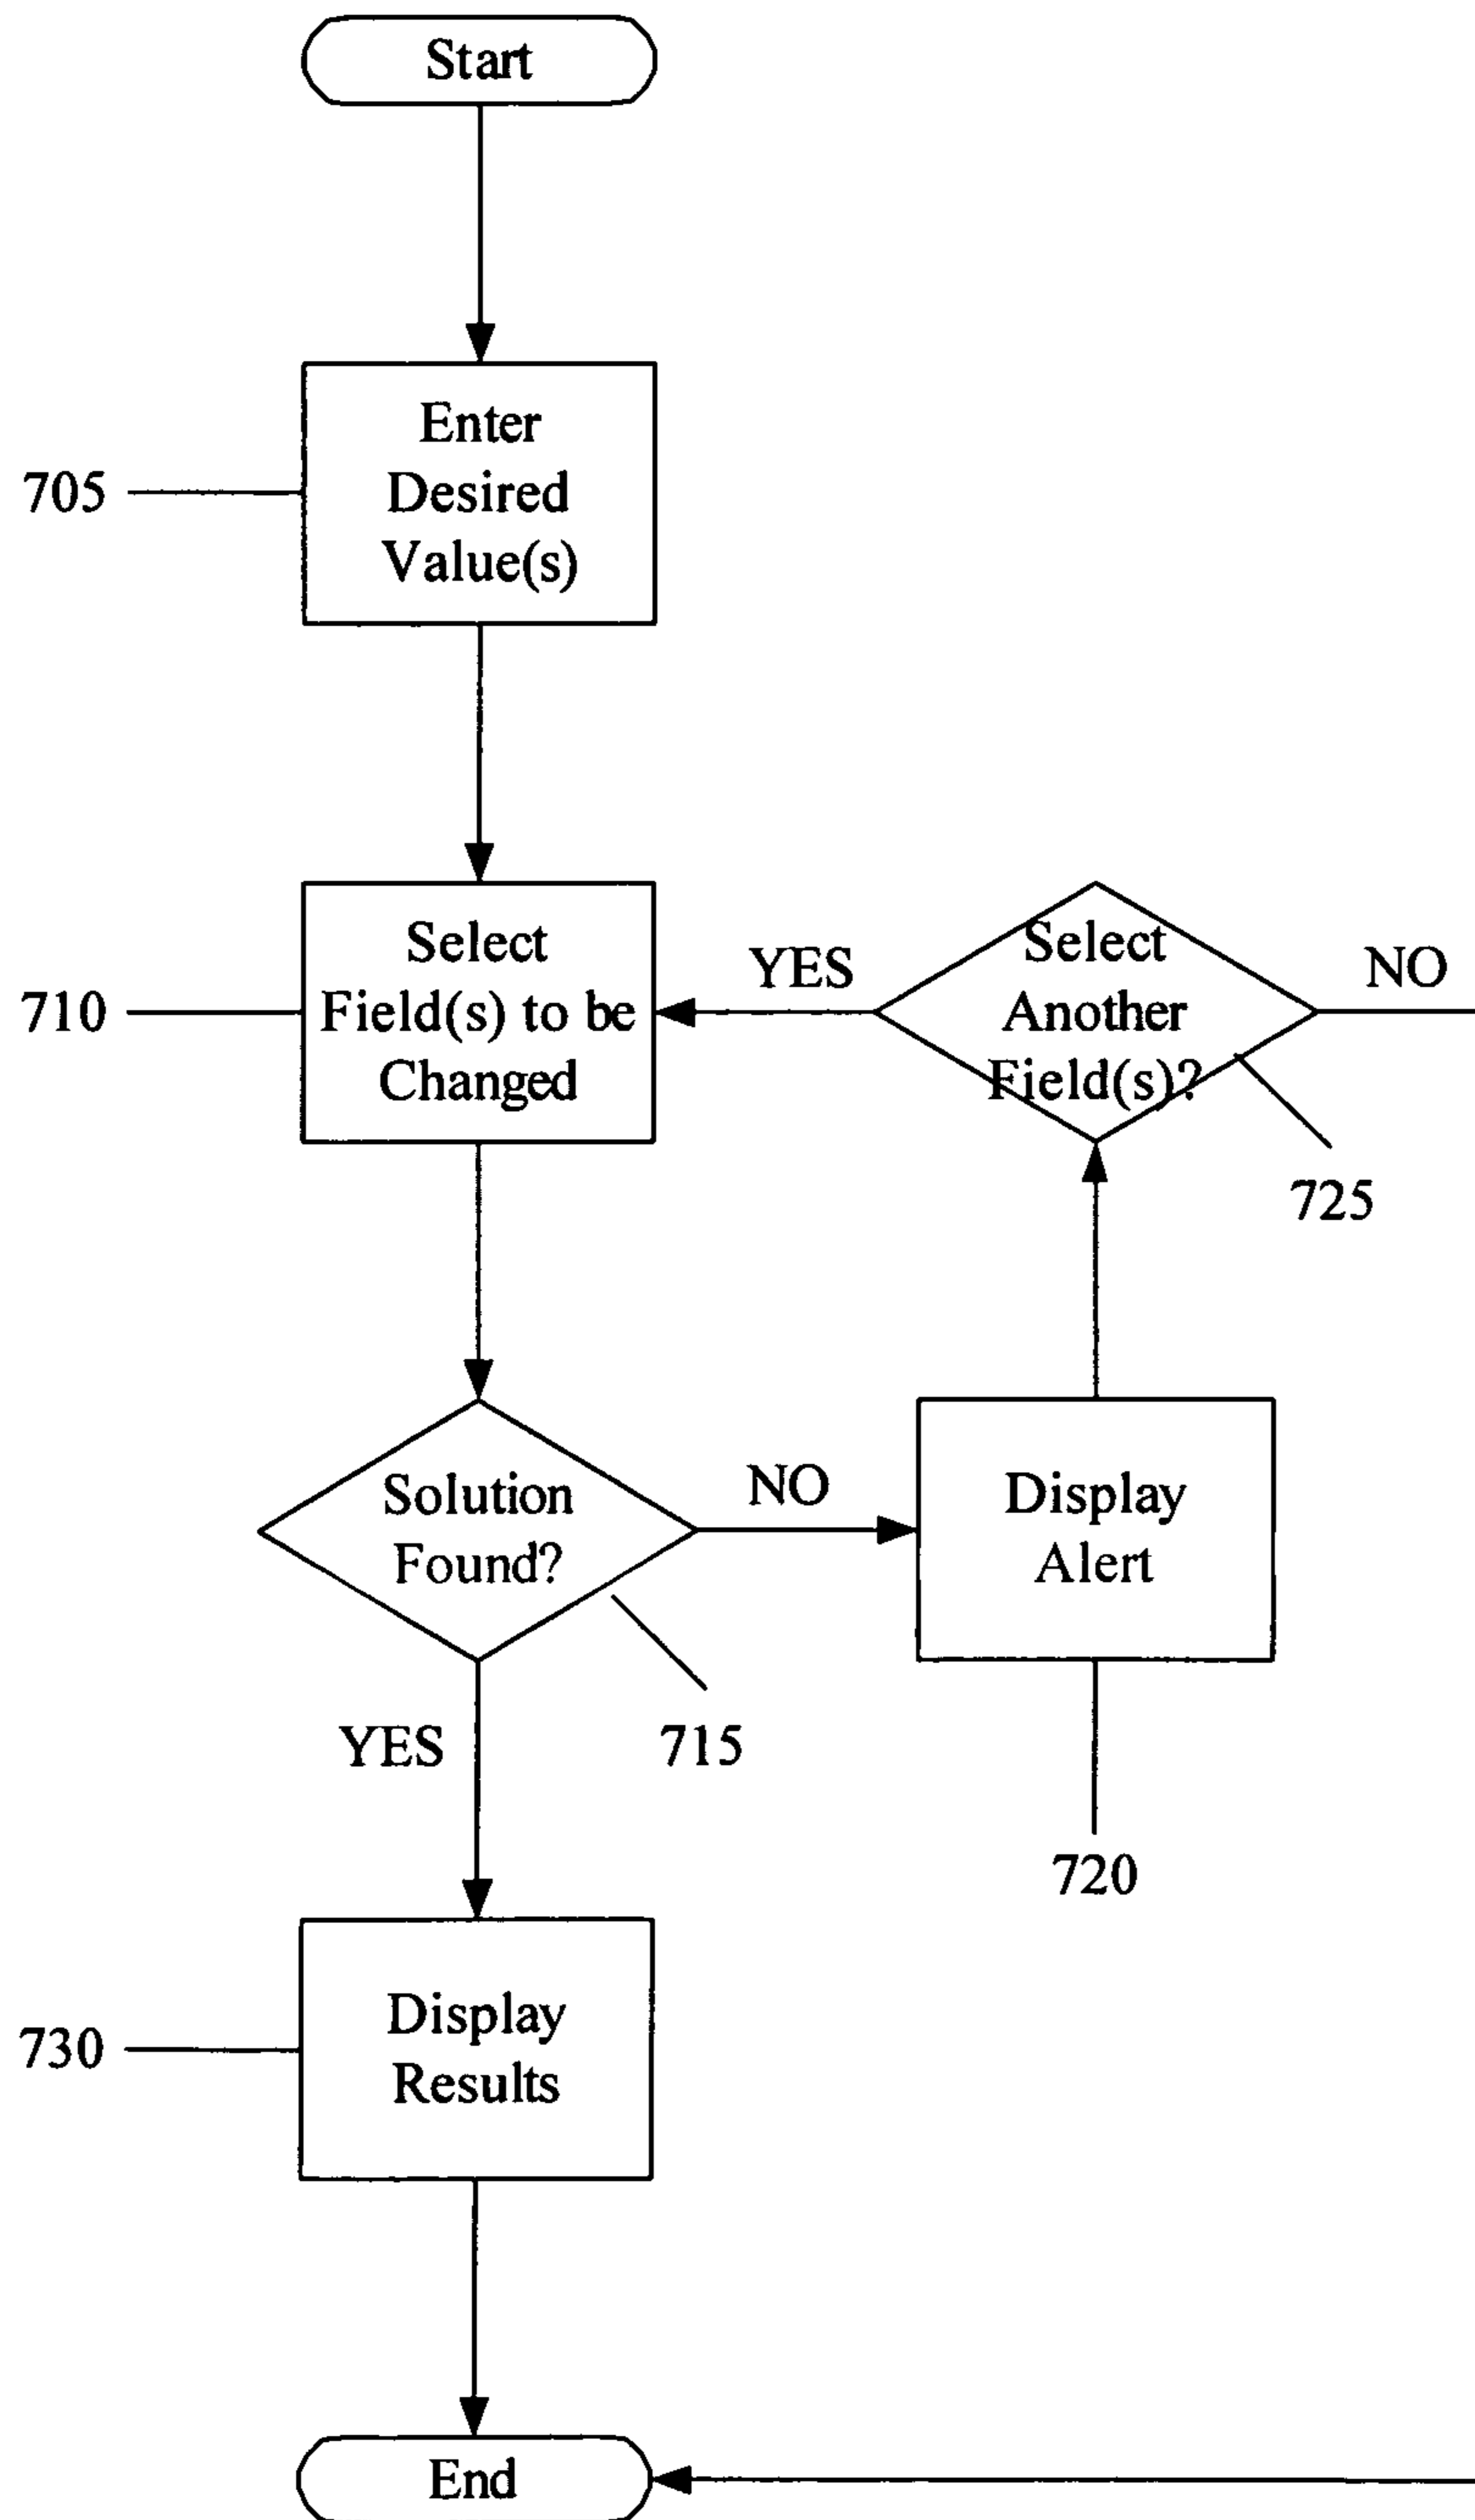 Start
705
Enter
Desired
Value(s)
710
Select
Field(s) to be
Changed
YES
Select
Another
Field(s)?
NO
725
Solution
Found?
NO
Display
Alert
YES
715
720
730
Display
Results
End